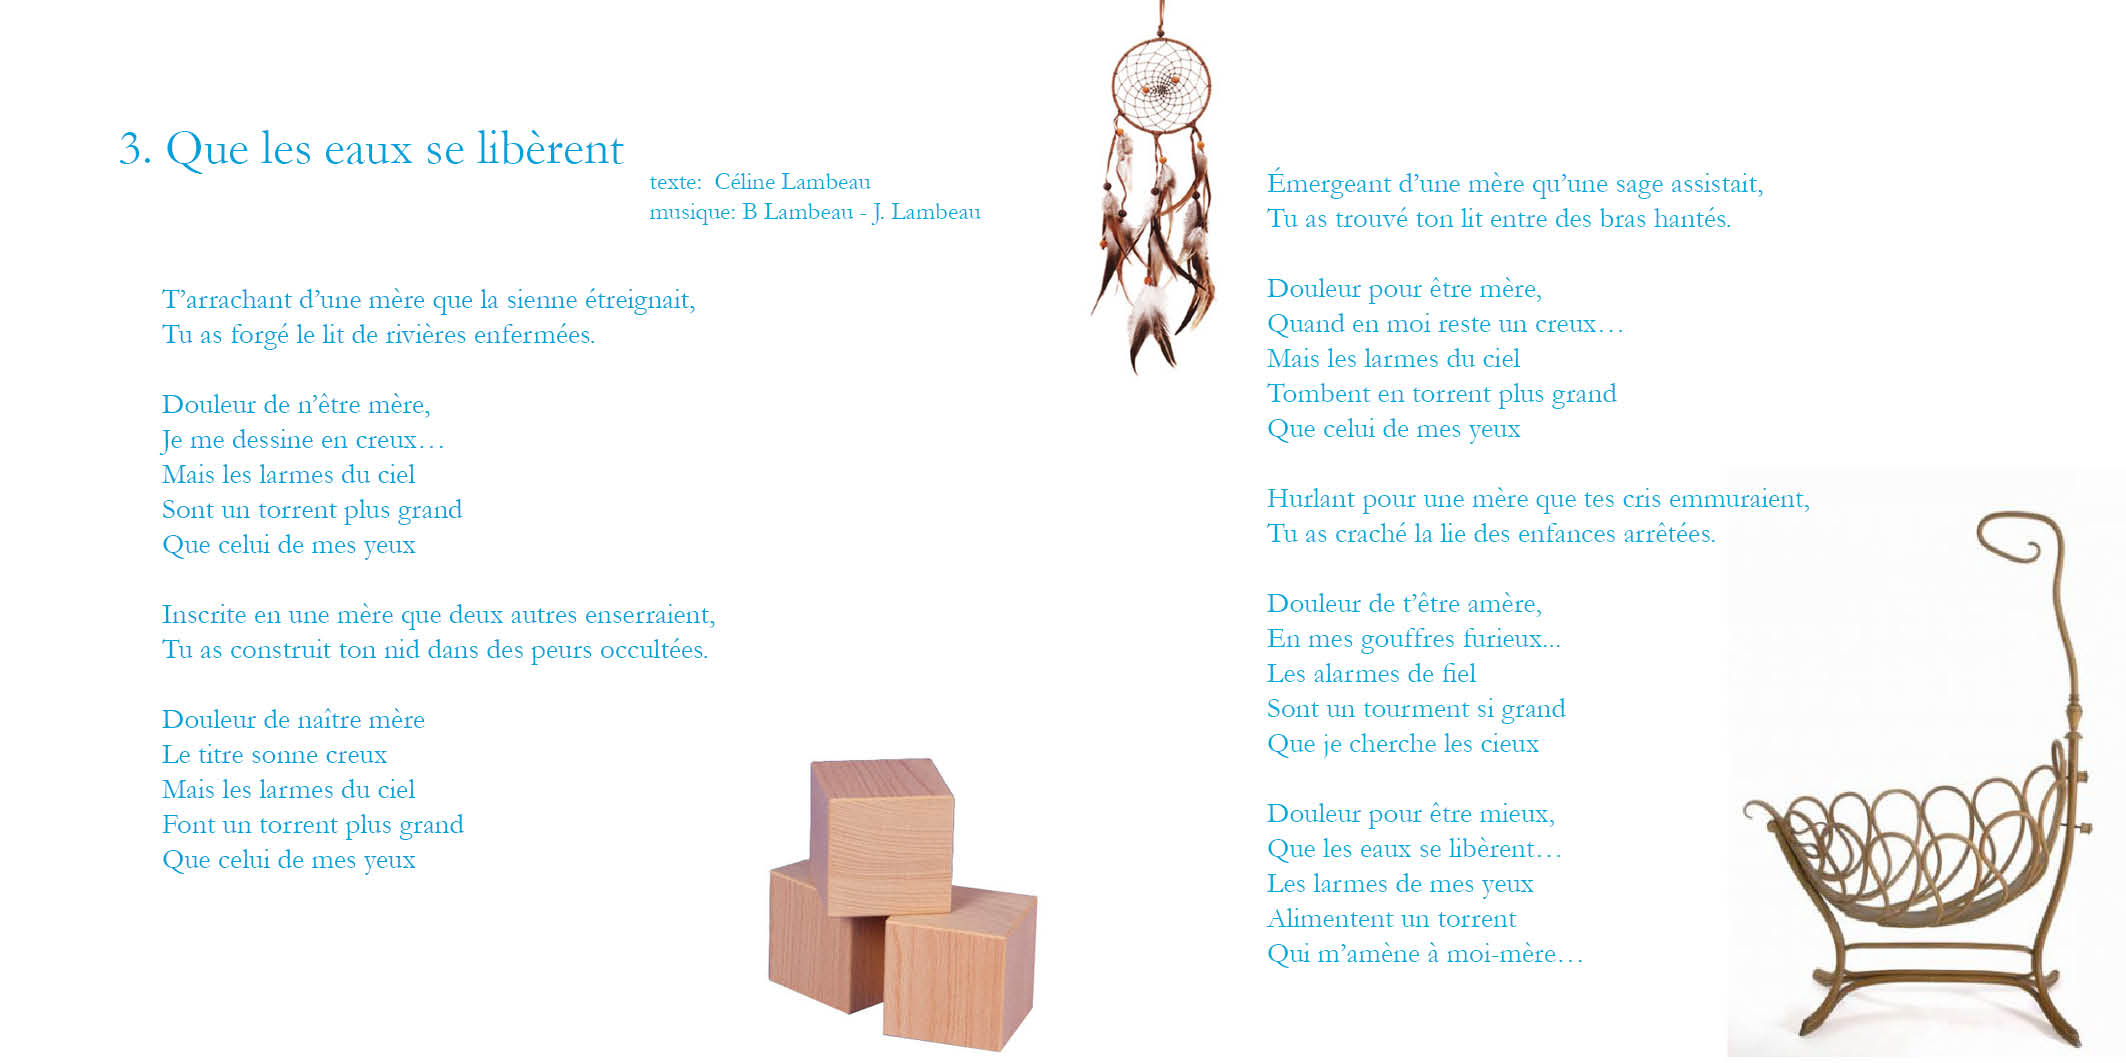 3. Que les eaux se libèrent
texte:  Céline Lambeau
musique: B Lambeau - J. Lambeau
T’arrachant d’une mère que la sienne étreignait,
Tu as forgé le lit de rivières enfermées.
Douleur de n’être mère,
Je me dessine en creux…
Mais les larmes du ciel
Sont un torrent plus grand
Que celui de mes yeux
Inscrite en une mère que deux autres enserraient,
Tu as construit ton nid dans des peurs occultées.
Douleur de naître mère
Le titre sonne creux
Mais les larmes du ciel
Font un torrent plus grand
Que celui de mes yeux
Émergeant d’une mère qu’une sage assistait,
Tu as trouvé ton lit entre des bras hantés.
Douleur pour être mère,
Quand en moi reste un creux…
Mais les larmes du ciel
Tombent en torrent plus grand
Que celui de mes yeux
Hurlant pour une mère que tes cris emmuraient,
Tu as craché la lie des enfances arrêtées.
Douleur de t’être amère,
En mes gouffres furieux...
Les alarmes de fiel
Sont un tourment si grand
Que je cherche les cieux
Douleur pour être mieux,
Que les eaux se libèrent…
Les larmes de mes yeux
Alimentent un torrent
Qui m’amène à moi-mère…